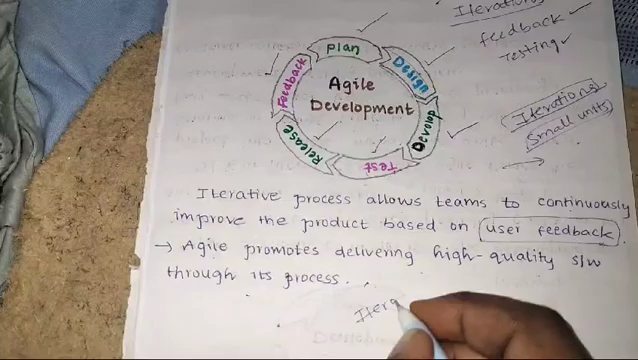 Iterations
feedback
Testing
Plan
Design
Develop
Test
Release
Feedback
Agile
Development
Iterations
Small units
Iterative process allows teams to continuously
improve the product based on user feedback.
→ Agile promotes delivering high-quality s/w
through its process.
Itera